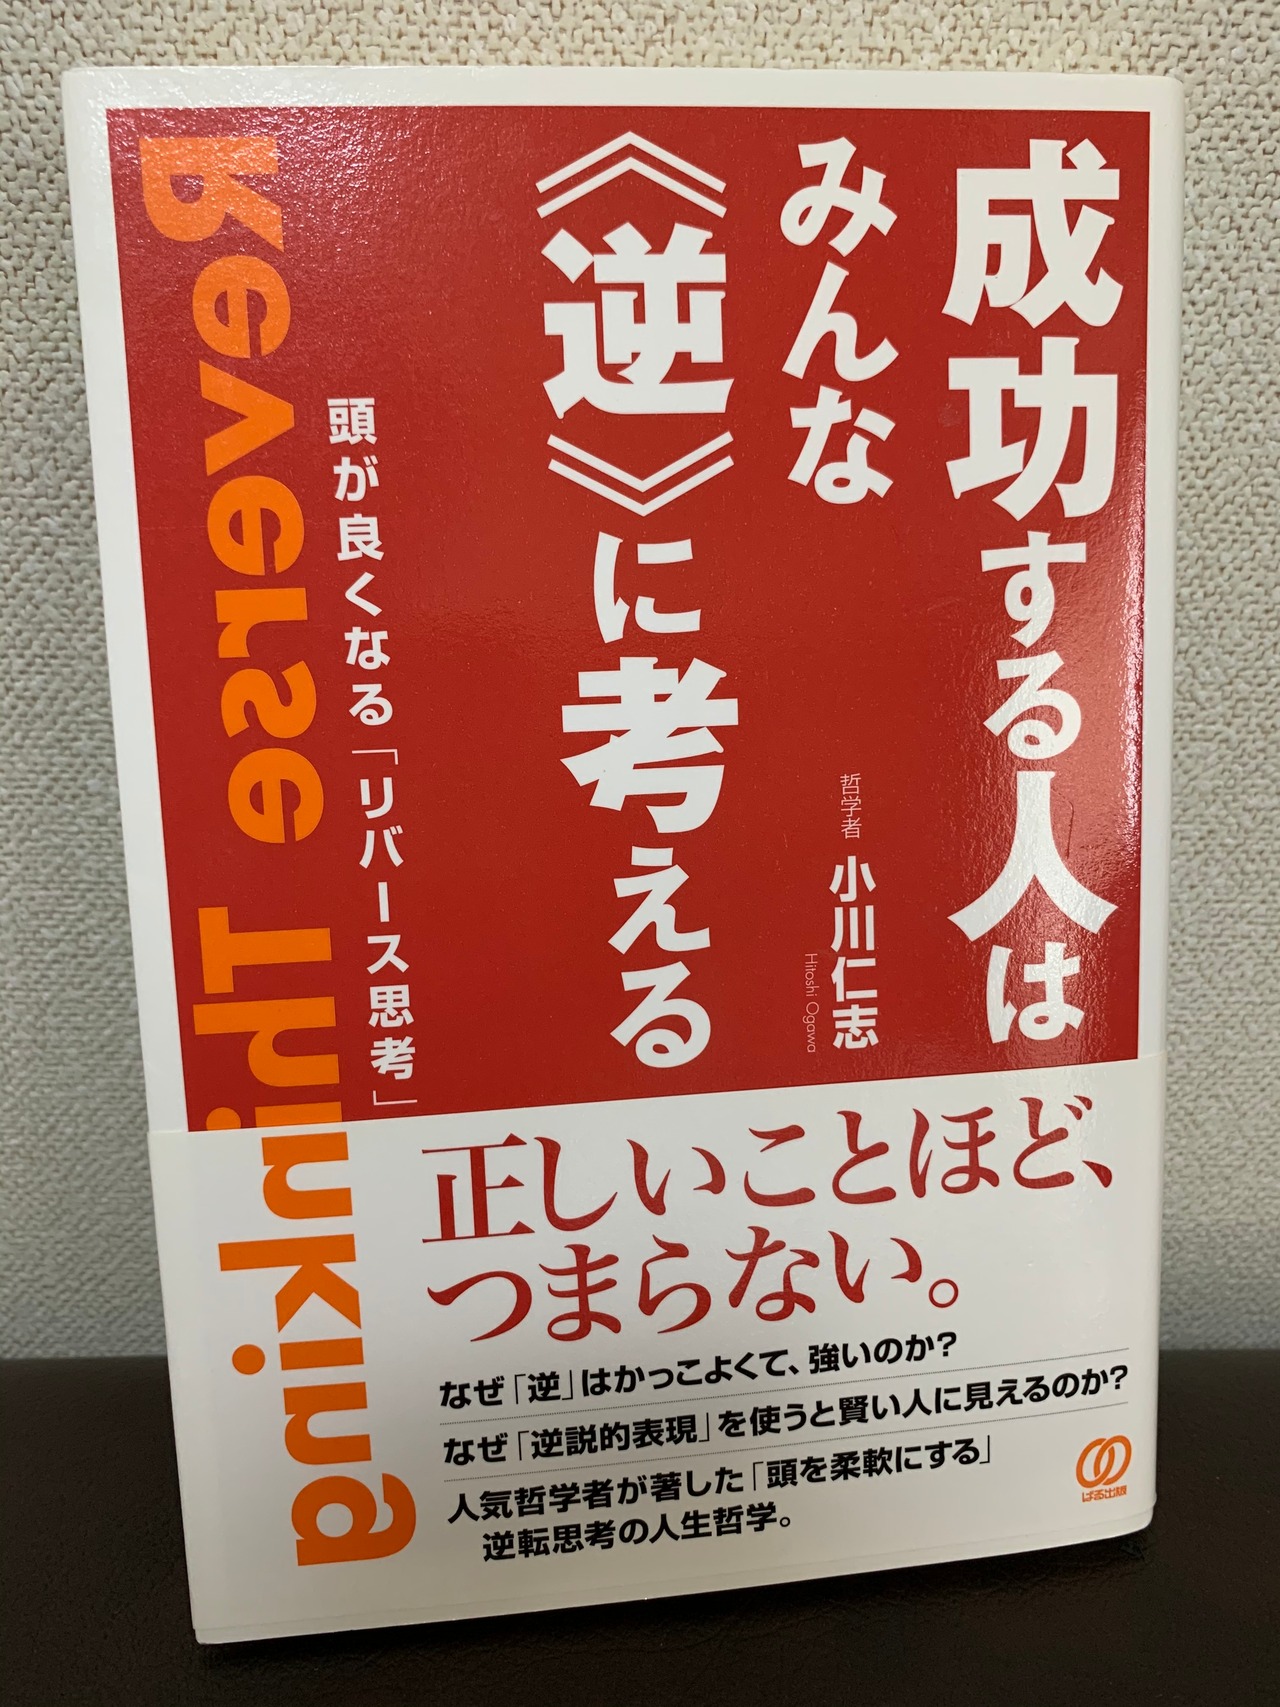 成功する人は
みんな
《逆》に考える
哲学者 小川仁志
Hitoshi Ogawa
頭が良くなる「リバース思考」
Reverse Thinking
正しいことほど、
つまらない。
なぜ「逆」はかっこよくて、強いのか?
なぜ「逆説的表現」を使うと賢い人に見えるのか?
人気哲学者が著した「頭を柔軟にする」
逆転思考の人生哲学。
ぱる出版